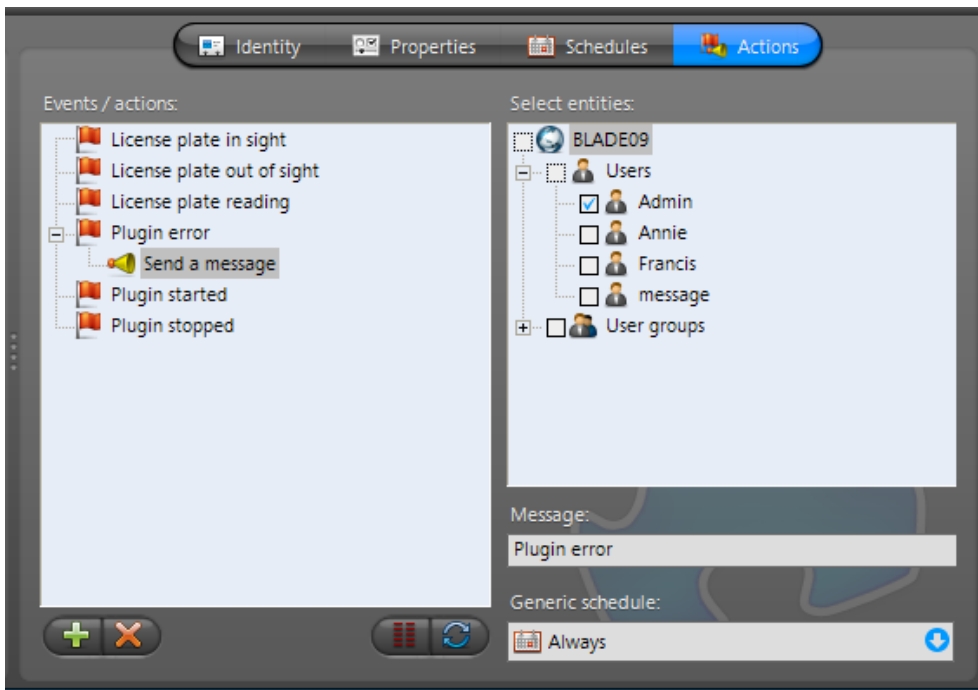 Identity Properties Schedules Actions
Events / actions:
License plate in sight
License plate out of sight
License plate reading
Plugin error
Send a message
Plugin started
Plugin stopped
Select entities:
BLADE09
Users
Admin
Annie
Francis
message
User groups
Message:
Plugin error
Generic schedule:
Always